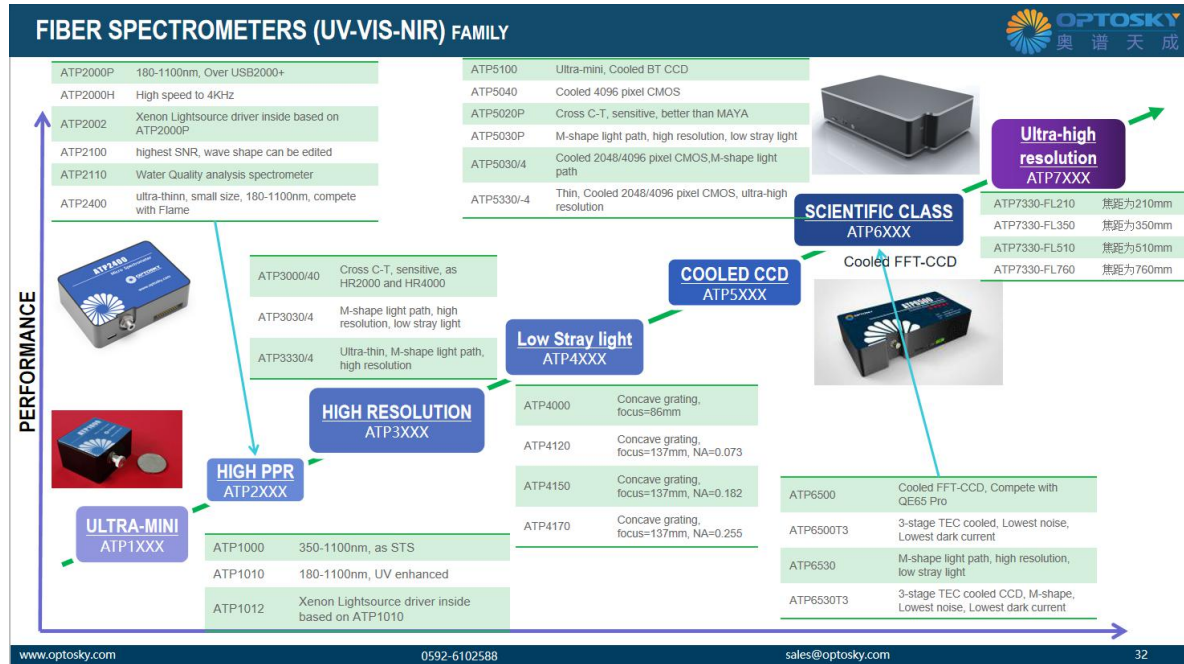 FIBER SPECTROMETERS (UV-VIS-NIR) FAMILY
OPTOSKY
奥谱天成
ATP2000P 180-1100nm, Over USB2000+
ATP2000H High speed to 4KHz
ATP2002 Xenon Lightsource driver inside based on
ATP2000P
ATP2100 highest SNR, wave shape can be edited
ATP2110 Water Quality analysis spectrometer
ATP2400 ultra-thinn, small size, 180-1100nm, compete
with Flame
ATP5100 Ultra-mini, Cooled BT CCD
ATP5040 Cooled 4096 pixel CMOS
ATP5020P Cross C-T, sensitive, better than MAYA
ATP5030P M-shape light path, high resolution, low stray light
ATP5030/4 Cooled 2048/4096 pixel CMOS,M-shape light
path
ATP5330/-4 Thin, Cooled 2048/4096 pixel CMOS, ultra-high
resolution
Ultra-high
resolution
ATP7XXX
ATP7330-FL210 焦距为210mm
ATP7330-FL350 焦距为350mm
ATP7330-FL510 焦距为510mm
ATP7330-FL760 焦距为760mm
SCIENTIFIC CLASS
ATP6XXX
Cooled FFT-CCD
COOLED CCD
ATP5XXX
ATP2400
Micro Spectrometer
OPTOSKY
www.optosky.com
ATP3000/40 Cross C-T, sensitive, as
HR2000 and HR4000
ATP3030/4 M-shape light path, high
resolution, low stray light
ATP3330/4 Ultra-thin, M-shape light path,
high resolution
Low Stray light
ATP4XXX
OPTOSKY
ATP6500
PERFORMANCE
HIGH RESOLUTION
ATP3XXX
ATP4000 Concave grating,
focus=86mm
ATP4120 Concave grating,
focus=137mm, NA=0.073
ATP4150 Concave grating,
focus=137mm, NA=0.182
ATP4170 Concave grating,
focus=137mm, NA=0.255
HIGH PPR
ATP2XXX
ULTRA-MINI
ATP1XXX
ATP1000 350-1100nm, as STS
ATP1010 180-1100nm, UV enhanced
ATP1012 Xenon Lightsource driver inside
based on ATP1010
ATP6500 Cooled FFT-CCD, Compete with
QE65 Pro
ATP6500T3 3-stage TEC cooled, Lowest noise,
Lowest dark current
ATP6530 M-shape light path, high resolution,
low stray light
ATP6530T3 3-stage TEC cooled CCD, M-shape,
Lowest noise, Lowest dark current
www.optosky.com 0592-6102588 sales@optosky.com 32